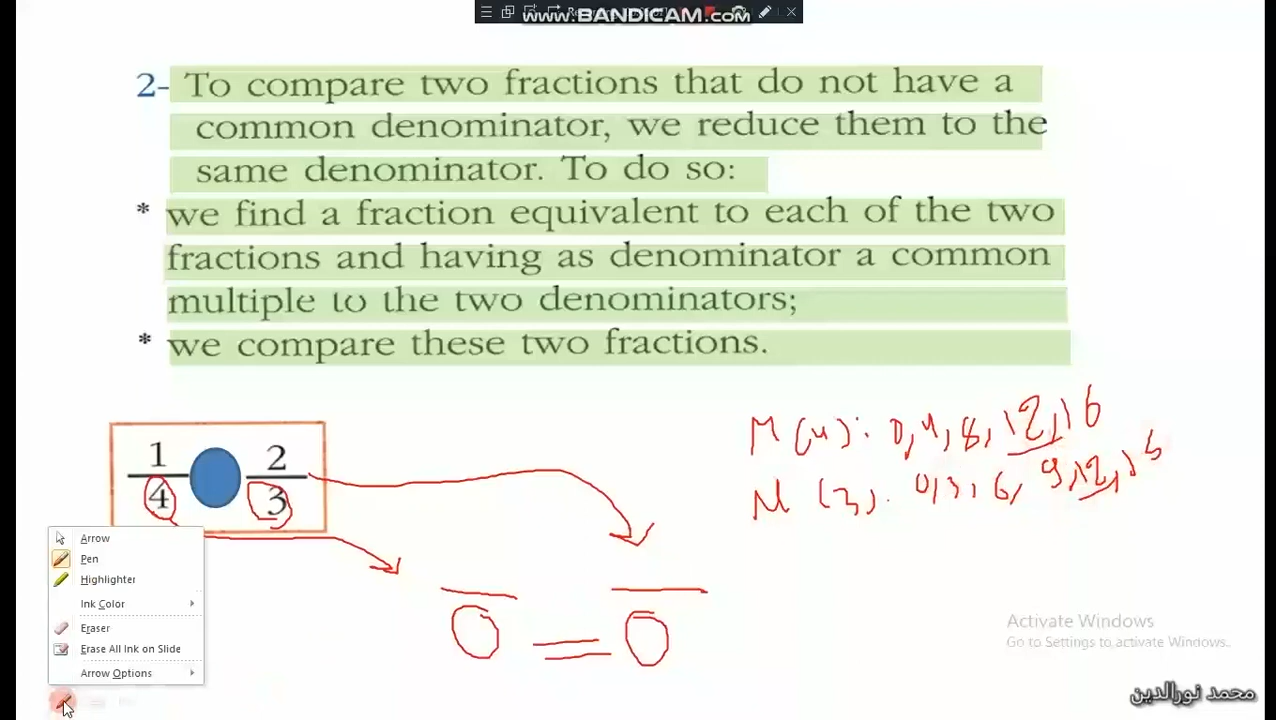 www.BANDICAM.com
2- To compare two fractions that do not have a
common denominator, we reduce them to the
same denominator. To do so:
* we find a fraction equivalent to each of the two
fractions and having as denominator a common
multiple to the two denominators;
* we compare these two fractions.
1/4 2/3
M(4): 0, 4, 8, 12, 16
M(3): 0, 3, 6, 9, 12, 15
0 = 0
Arrow
Pen
Highlighter
Ink Color
Eraser
Erase All Ink on Slide
Arrow Options
Activate Windows
Go to Settings to activate Windows.
محمد نورالدين